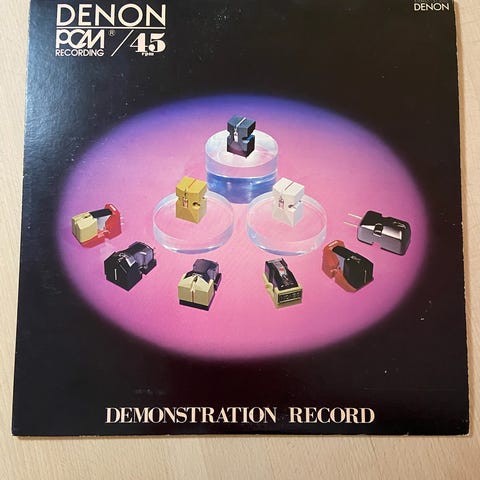 DENON
DENON
PCM® / 45
RECORDING rpm
DEMONSTRATION RECORD